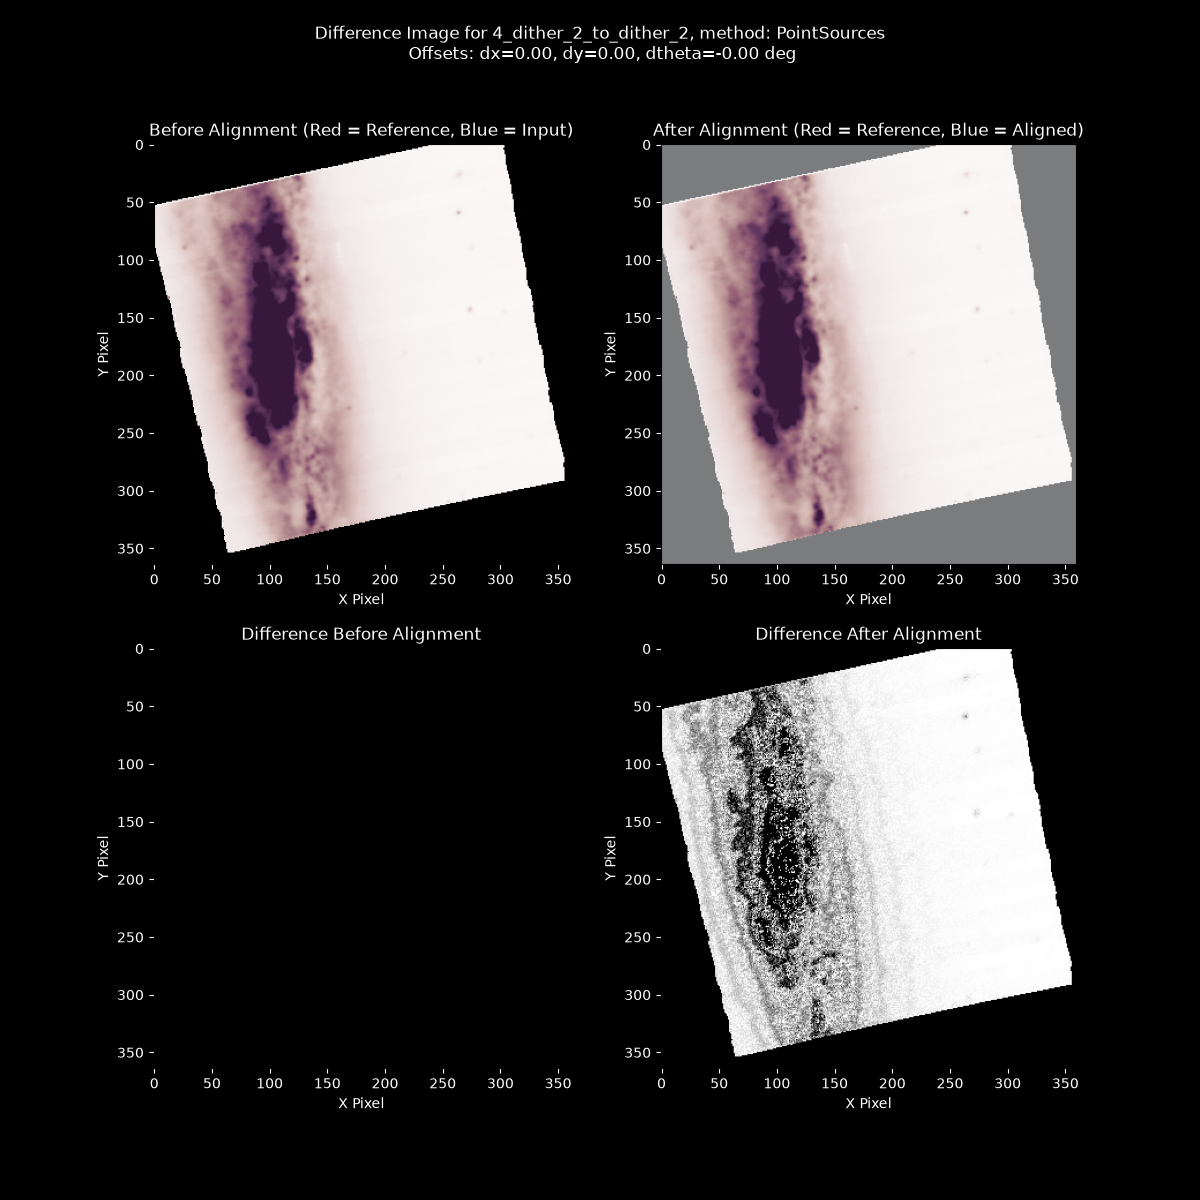 Difference Image for 4_dither_2_to_dither_2, method: PointSources
Offsets: dx=0.00, dy=0.00, dtheta=-0.00 deg
Before Alignment (Red = Reference, Blue = Input)
0
50
100
150
200
250
300
350
Y Pixel
0 50 100 150 200 250 300 350
X Pixel
After Alignment (Red = Reference, Blue = Aligned)
0
50
100
150
200
250
300
350
Y Pixel
0 50 100 150 200 250 300 350
X Pixel
Difference Before Alignment
0
50
100
150
200
250
300
350
Y Pixel
0 50 100 150 200 250 300 350
X Pixel
Difference After Alignment
0
50
100
150
200
250
300
350
Y Pixel
0 50 100 150 200 250 300 350
X Pixel